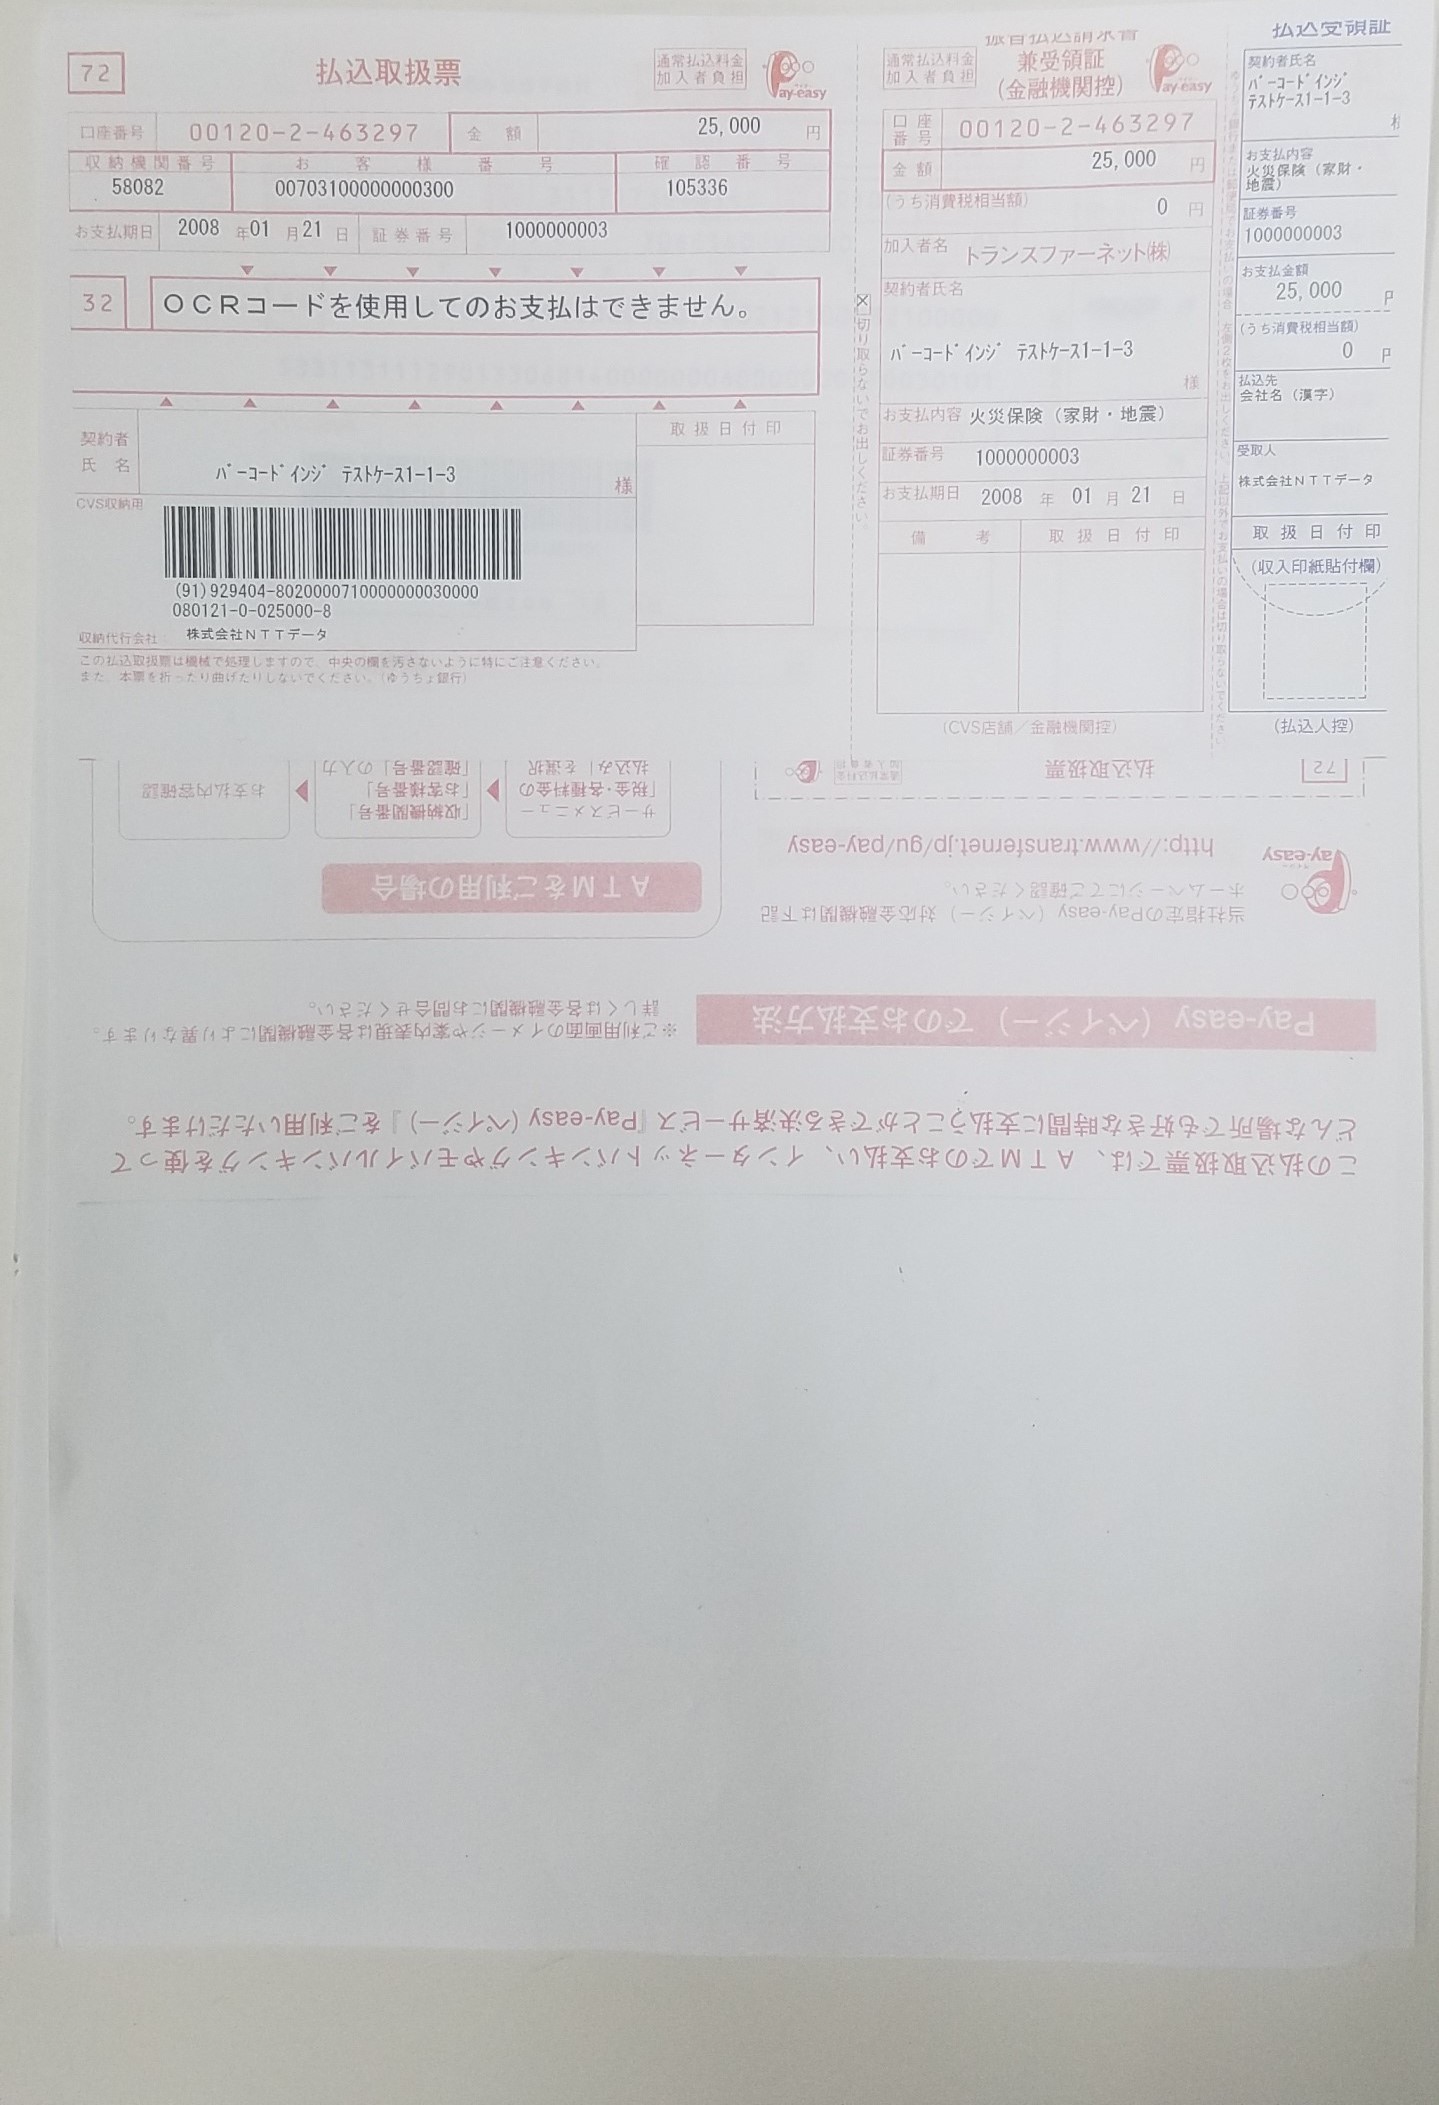 72
払込取扱票
通常払込料金
加入者負担
Pay-easy
口座番号 00120-2-463297 金額 25,000 円
収納機関番号 お客様番号 確認番号
58082 00703100000000300 105336
お支払期日 2008 年 01 月 21 日 証券番号 1000000003
32
OCRコードを使用してのお支払はできません。
契約者
氏名
バーコードインジ テストケース1-1-3
様
取扱日付印
CVS収納用
(91)929404-8020000710000000030000
080121-0-025000-8
収納代行会社 株式会社NTTデータ
この払込取扱票は機械で処理しますので、中央の欄を汚さないように特にご注意ください。
また、本票を折ったり曲げたりしないでください。(ゆうちょ銀行)
切り取らないでお出しください。
振替払込請求書
兼受領証
(金融機関控)
通常払込料金
加入者負担
Pay-easy
口座
番号
00120-2-463297
金額 25,000 円
(うち消費税相当額)
0 円
加入者名 トランスファーネット㈱
契約者氏名
バーコードインジ テストケース1-1-3
様
お支払内容 火災保険(家財・地震)
証券番号 1000000003
お支払期日 2008 年 01 月 21 日
備考 取扱日付印
(CVS店舗/金融機関控)
払込受領証
契約者氏名
バーコードインジ
テストケース1-1-3
様
お支払内容
火災保険(家財・
地震)
証券番号
1000000003
お支払金額
25,000 円
(うち消費税相当額)
0 円
払込先
会社名(漢字)
受取人
株式会社NTTデータ
取扱日付印
(収入印紙貼付欄)
(払込人控)
この払込取扱票では、ATMでのお支払い、インターネットバンキングやモバイルバンキングを使って
どんな場所でも好きな時間に支払うことができる決済サービス『Pay-easy(ペイジー)』をご利用いただけます。
Pay-easy(ペイジー)でのお支払方法
※ご利用画面のイメージや案内表現は各金融機関により異なります。
詳しくは各金融機関にお問合せください。
当社指定のPay-easy(ペイジー)対応金融機関は下記
ホームページにてご確認ください。
Pay-easy
http://www.transfernet.jp/gu/pay-easy
ATMをご利用の場合
サービスメニュー
「税金・各種料金の
払込み」を選択
「収納機関番号」
「お客様番号」
「確認番号」の入力
お支払内容確認
72
払込取扱票
通常払込料金
加入者負担